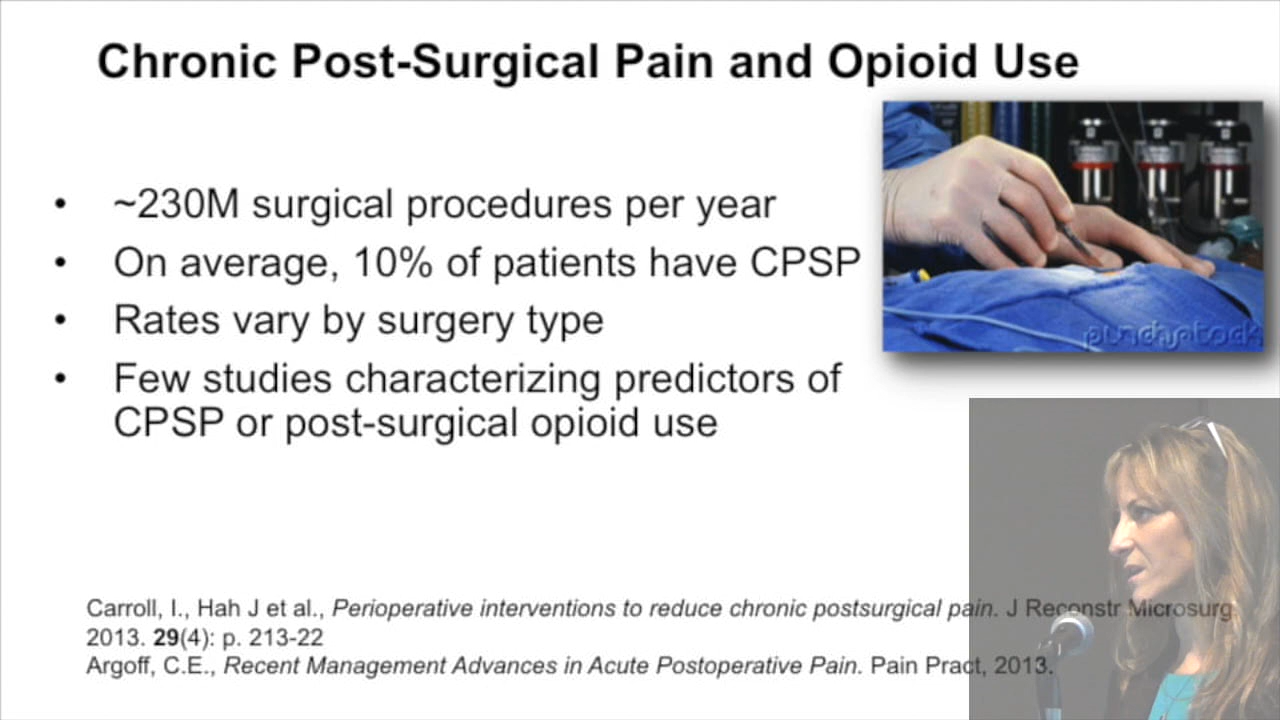 Chronic Post-Surgical Pain and Opioid Use
• ~230M surgical procedures per year
• On average, 10% of patients have CPSP
• Rates vary by surgery type
• Few studies characterizing predictors of
CPSP or post-surgical opioid use
punchstock
Carroll, I., Hah J et al., Perioperative interventions to reduce chronic postsurgical pain. J Reconstr Microsurg
2013. 29(4): p. 213-22
Argoff, C.E., Recent Management Advances in Acute Postoperative Pain. Pain Pract, 2013.